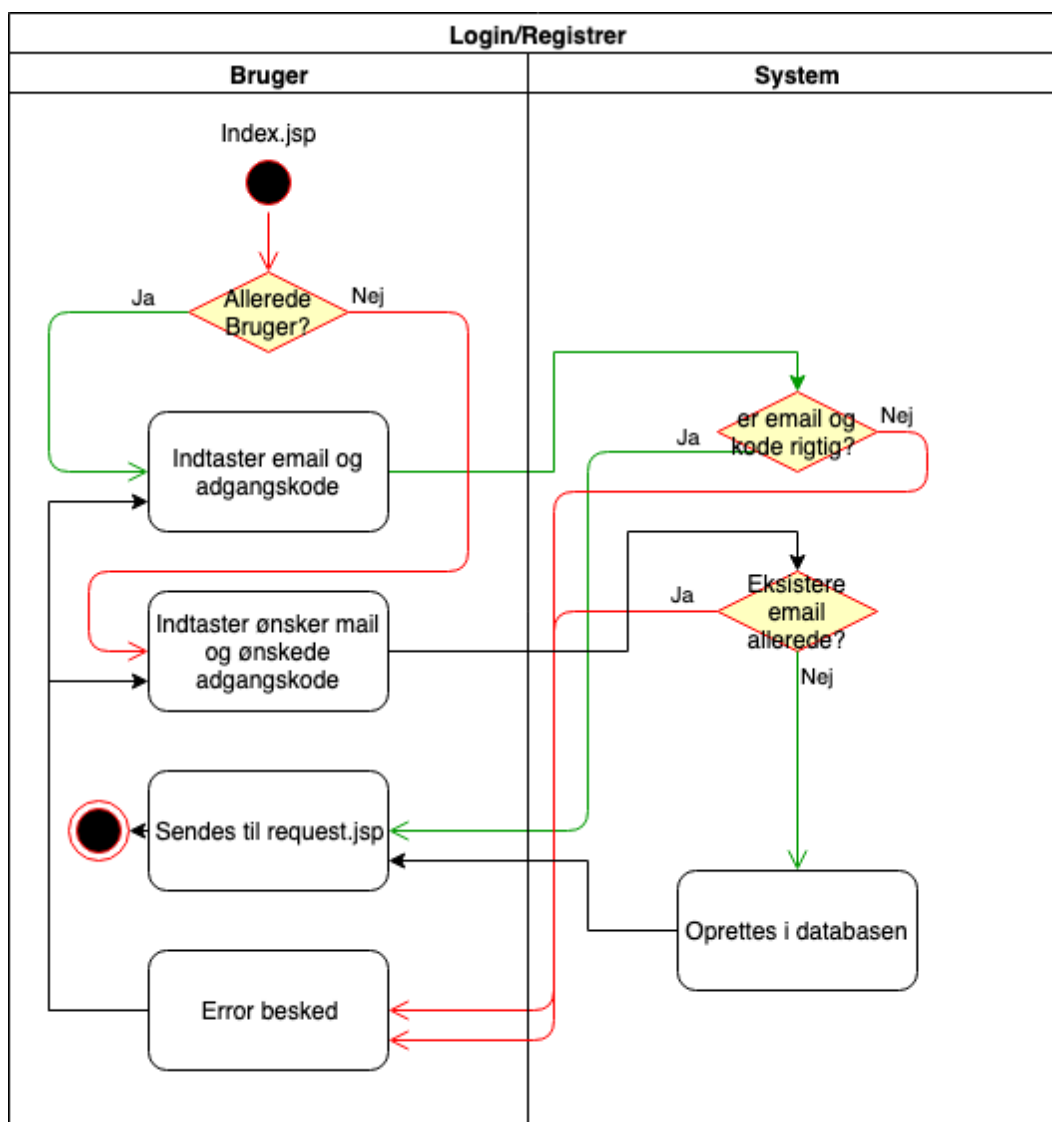 Login/Registrer
Bruger
System
Index.jsp
Allerede
Bruger?
Ja
Nej
er email og
kode rigtig?
Ja
Nej
Indtaster email og
adgangskode
Eksistere
email
allerede?
Ja
Nej
Indtaster ønsker mail
og ønskede
adgangskode
Sendes til request.jsp
Oprettes i databasen
Error besked